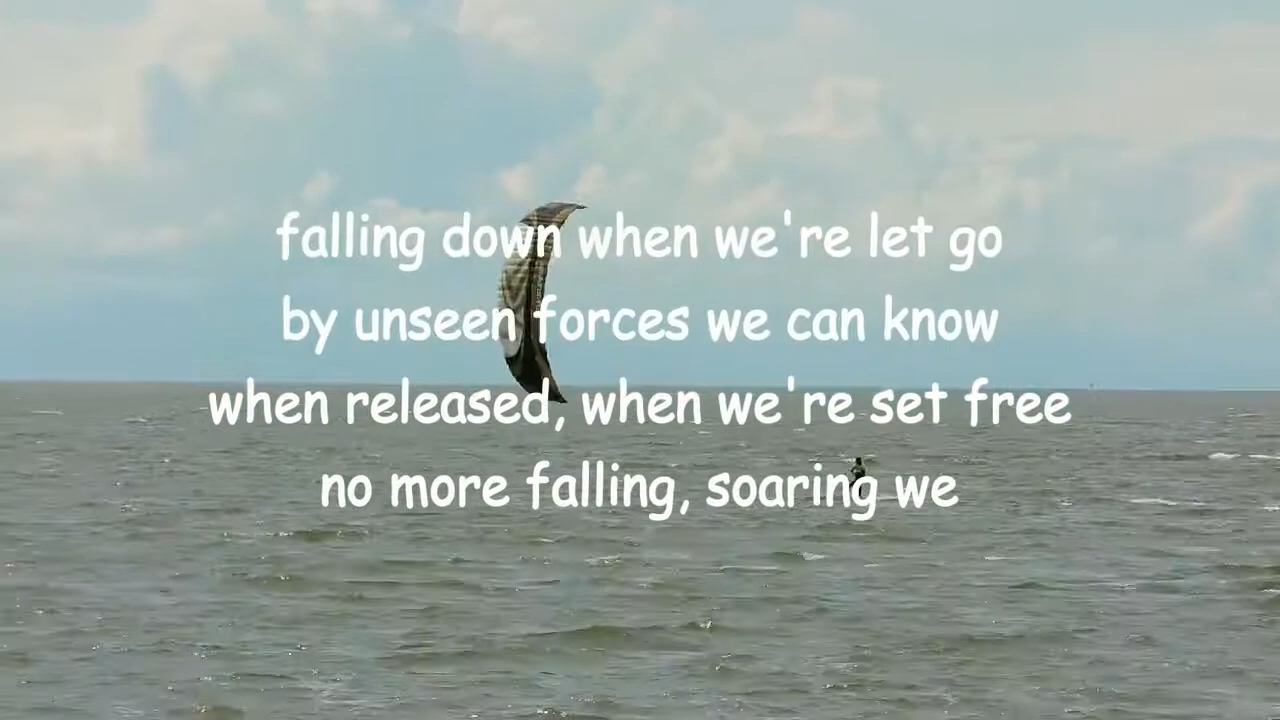 falling down when we're let go
by unseen forces we can know
when released, when we're set free
no more falling, soaring we